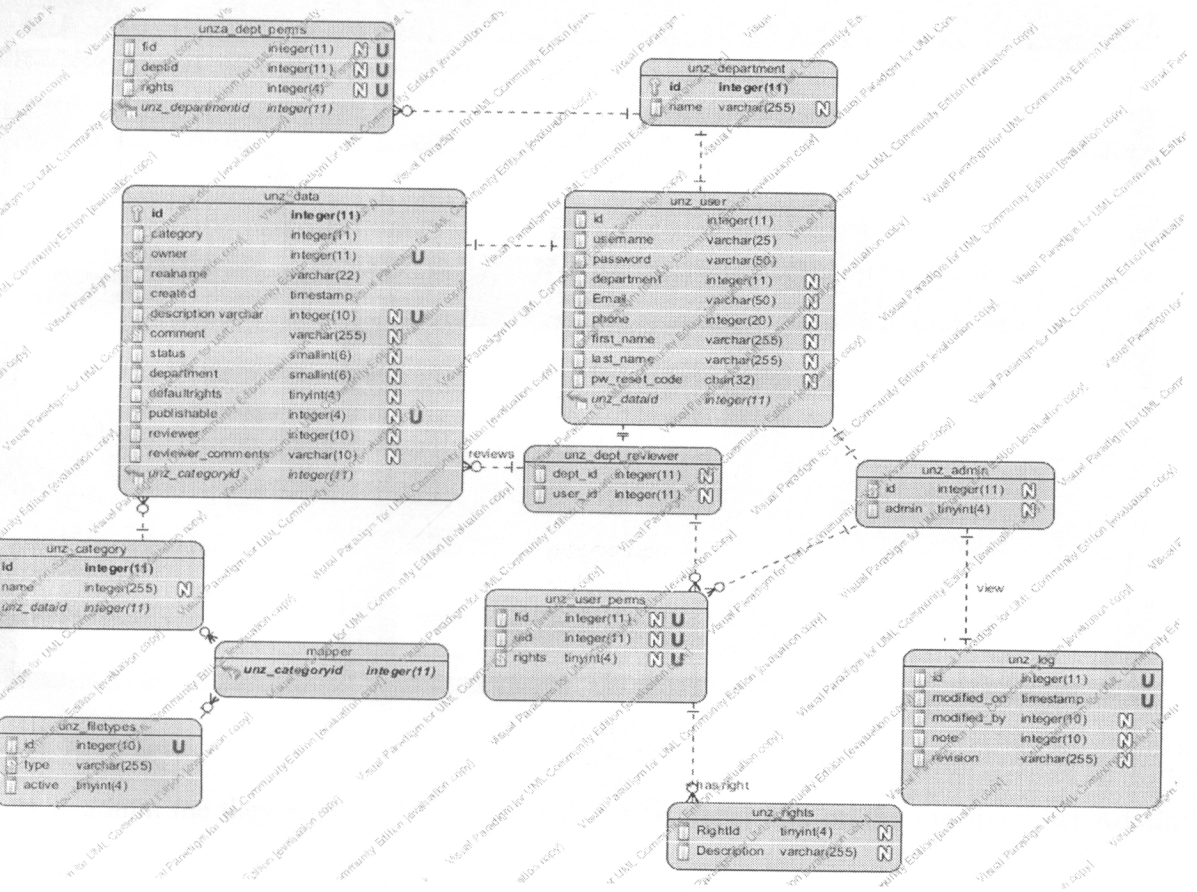 unza_dept_perms
fid integer(11) N U
deptid integer(11) N U
rights integer(4) N U
unz_departmentid integer(11)
unz_department
id integer(11)
name varchar(255) N
unz_data
id integer(11)
category integer(11)
owner integer(11) U
realname varchar(22)
created timestamp
description varchar integer(10) N U
comment varchar(255) N
status smallint(6) N
department smallint(6) N
defaultrights tinyint(4) N
publishable integer(4) N U
reviewer integer(10) N
reviewer_comments varchar(10) N
unz_categoryid integer(11)
unz_user
id integer(11)
username varchar(25)
password varchar(50)
department integer(11) N
Email varchar(50) N
phone integer(20) N
first_name varchar(255) N
last_name varchar(255) N
pw_reset_code char(32) N
unz_dataid integer(11)
reviews
unz_dept_reviewer
dept_id integer(11) N
user_id integer(11) N
unz_admin
id integer(11) N
admin tinyint(4) N
unz_category
id integer(11)
name integer(255) N
unz_dataid integer(11)
mapper
unz_categoryid integer(11)
unz_filetypes
id integer(10) U
type varchar(255)
active tinyint(4)
unz_user_perms
fid integer(11) N U
uid integer(11) N U
rights tinyint(4) N U
view
unz_log
id integer(11) U
modified_on timestamp U
modified_by integer(10) N
note integer(10) N
revision varchar(255) N
has right
unz_rights
RightId tinyint(4) N
Description varchar(255) N
Visual Paradigm for UML Community Edition [evaluation copy]